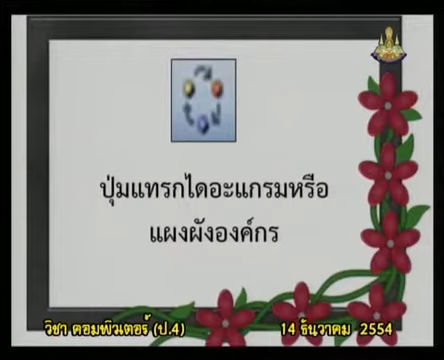 ปุ่มแทรกไดอะแกรมหรือ
แผงผังองค์กร
วิชา คอมพิวเตอร์ (ป.4) 14 ธันวาคม 2554